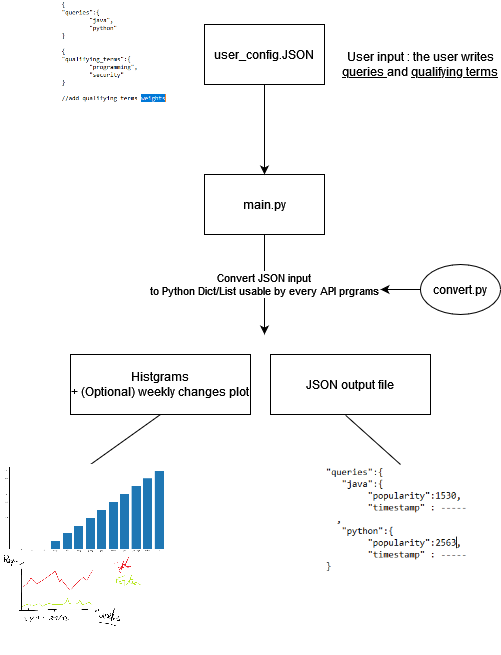 {
"queries":{
"java",
"python"
}
{
"qualifying_terms":{
"programming",
"security"
}
//add qualifying terms weights
user_config.JSON
User input : the user writes
queries and qualifying terms
main.py
Convert JSON input
to Python Dict/List usable by every API prgrams
convert.py
Histgrams
+ (Optional) weekly changes plot
JSON output file
"queries":{
"java":{
"popularity":1530,
"timestamp" : -----
,
"python":{
"popularity":2563,
"timestamp" : -----
}